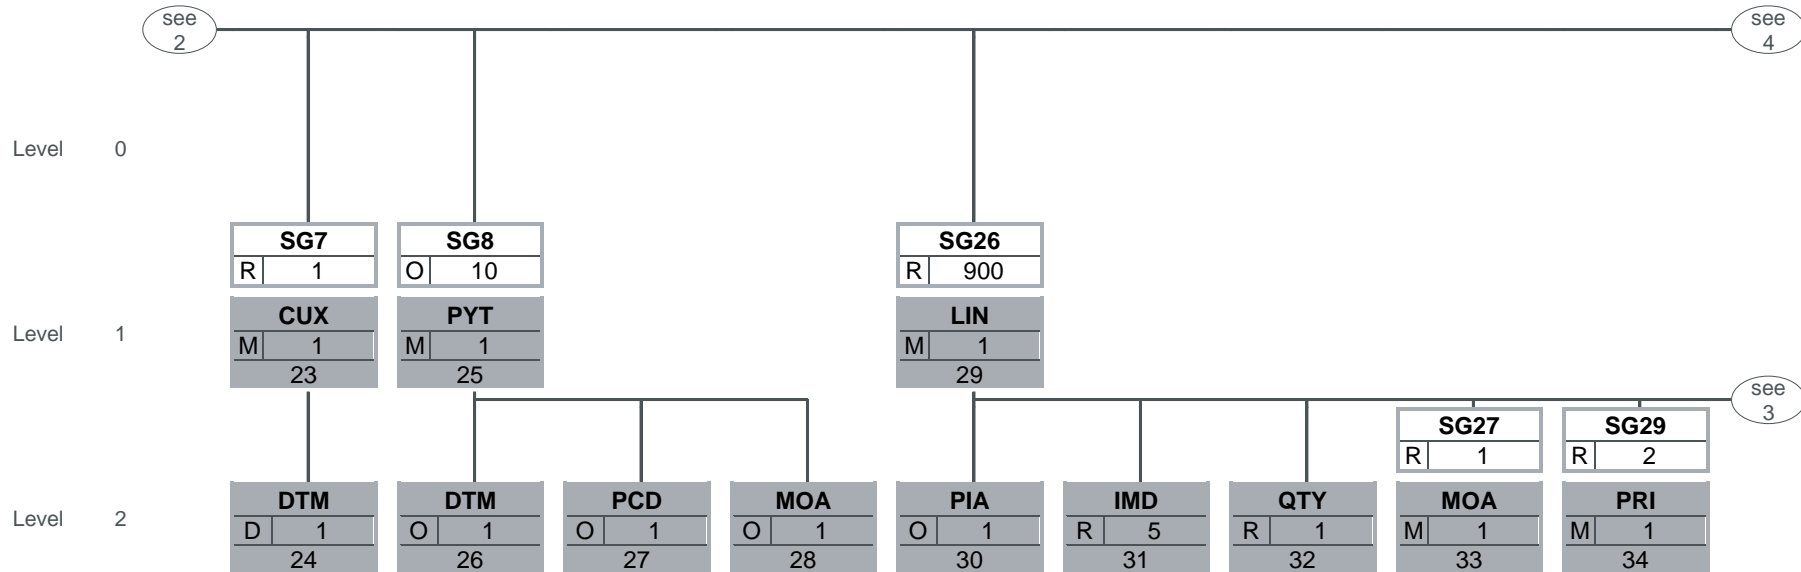 see
2
see
4
Level 0
SG7
R 1
SG8
O 10
SG26
R 900
Level 1
CUX
M 1
23
PYT
M 1
25
LIN
M 1
29
see
3
SG27
R 1
SG29
R 2
Level 2
DTM
D 1
24
DTM
O 1
26
PCD
O 1
27
MOA
O 1
28
PIA
O 1
30
IMD
R 5
31
QTY
R 1
32
MOA
M 1
33
PRI
M 1
34